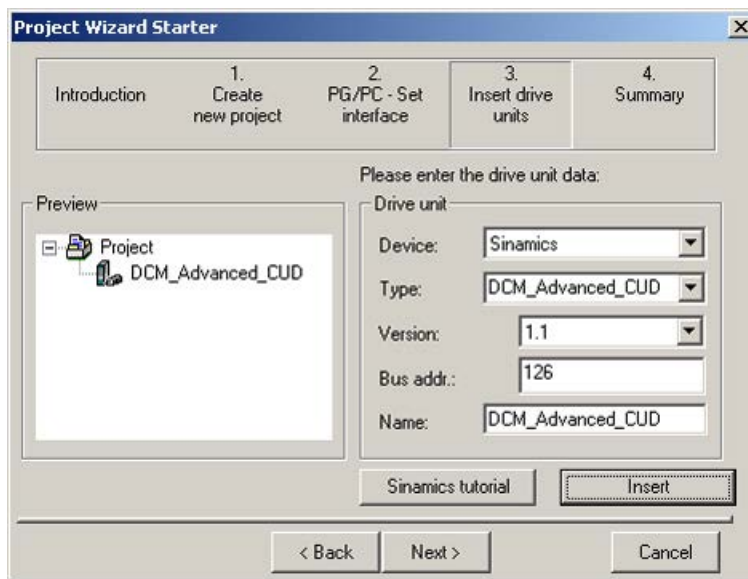 Project Wizard Starter
Introduction
1.
Create
new project
2.
PG/PC - Set
interface
3.
Insert drive
units
4.
Summary
Please enter the drive unit data:
Preview
Project
DCM_Advanced_CUD
Drive unit
Device: Sinamics
Type: DCM_Advanced_CUD
Version: 1.1
Bus addr.: 126
Name: DCM_Advanced_CUD
Sinamics tutorial
Insert
< Back
Next >
Cancel